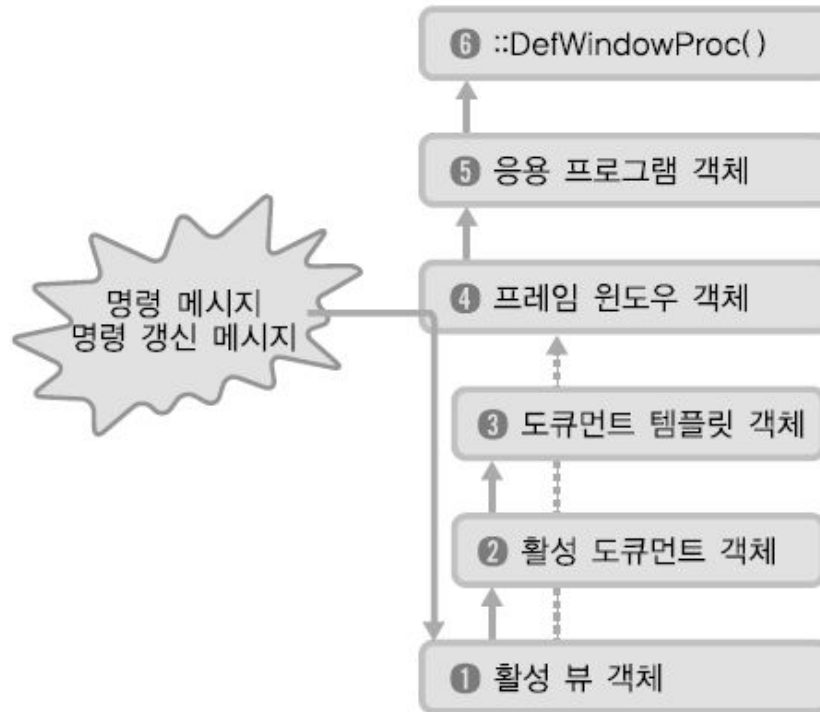 ❻ ::DefWindowProc( )
❺ 응용 프로그램 객체
명령 메시지
명령 갱신 메시지
❹ 프레임 윈도우 객체
❸ 도큐먼트 템플릿 객체
❷ 활성 도큐먼트 객체
❶ 활성 뷰 객체